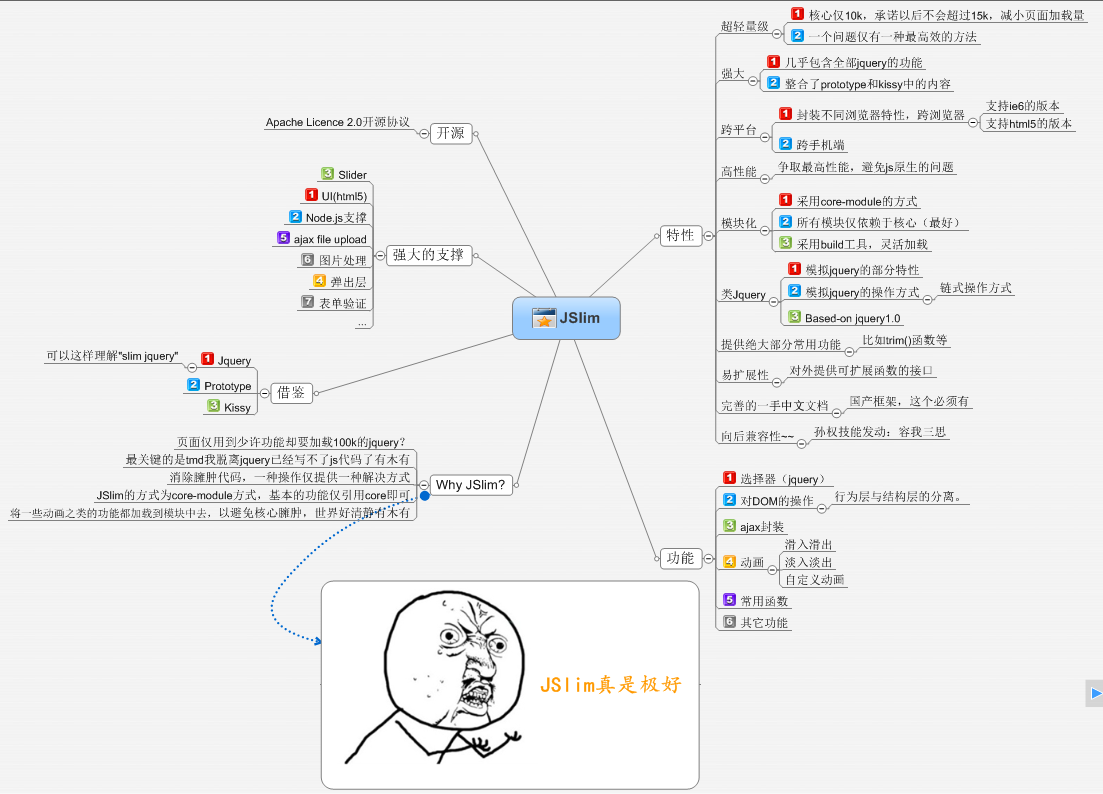 JSlim
特性
超轻量级
1 核心仅10k，承诺以后不会超过15k，减小页面加载量
2 一个问题仅有一种最高效的方法
强大
1 几乎包含全部jquery的功能
2 整合了prototype和kissy中的内容
跨平台
1 封装不同浏览器特性，跨浏览器
支持ie6的版本
支持html5的版本
2 跨手机端
高性能
争取最高性能，避免js原生的问题
模块化
1 采用core-module的方式
2 所有模块仅依赖于核心（最好）
3 采用build工具，灵活加载
类Jquery
1 模拟jquery的部分特性
2 模拟jquery的操作方式
链式操作方式
3 Based-on jquery1.0
提供绝大部分常用功能
比如trim()函数等
易扩展性
对外提供可扩展函数的接口
完善的一手中文文档
国产框架，这个必须有
向后兼容性~~
孙权技能发动：容我三思
功能
1 选择器（jquery）
2 对DOM的操作
行为层与结构层的分离。
3 ajax封装
4 动画
滑入滑出
淡入淡出
自定义动画
5 常用函数
6 其它功能
开源
Apache Licence 2.0开源协议
强大的支撑
3 Slider
1 UI(html5)
2 Node.js支撑
5 ajax file upload
6 图片处理
4 弹出层
7 表单验证
...
借鉴
1 Jquery
可以这样理解"slim jquery"
2 Prototype
3 Kissy
Why JSlim?
页面仅用到少许功能却要加载100k的jquery？
最关键的是tmd我脱离jquery已经写不了js代码了有木有
消除臃肿代码，一种操作仅提供一种解决方式
JSlim的方式为core-module方式，基本的功能仅引用core即可
将一些动画之类的功能都加载到模块中去，以避免核心臃肿，世界好清静有木有
JSlim真是极好